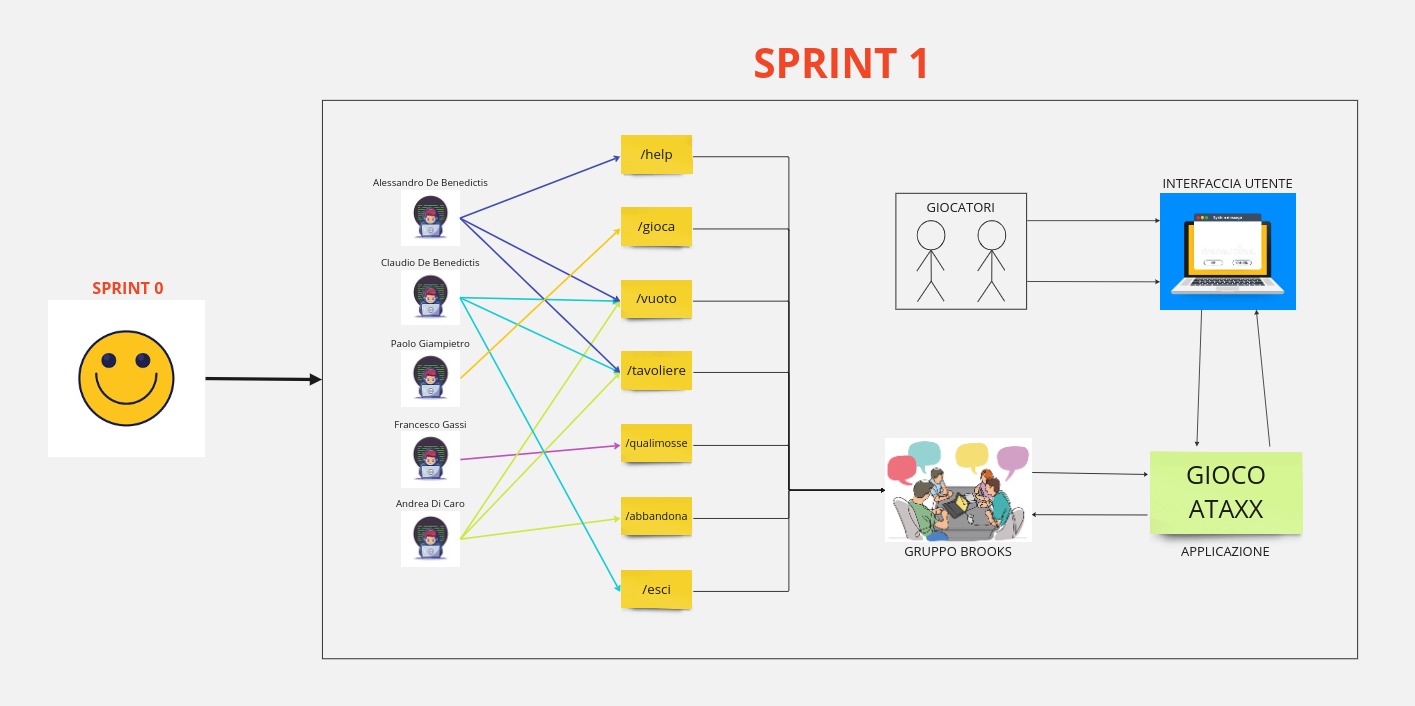 SPRINT 1
SPRINT 0
Alessandro De Benedictis
Claudio De Benedictis
Paolo Giampietro
Francesco Gassi
Andrea Di Caro
/help
/gioca
/vuoto
/tavoliere
/qualimosse
/abbandona
/esci
GIOCATORI
INTERFACCIA UTENTE
GRUPPO BROOKS
GIOCO
ATAXX
APPLICAZIONE